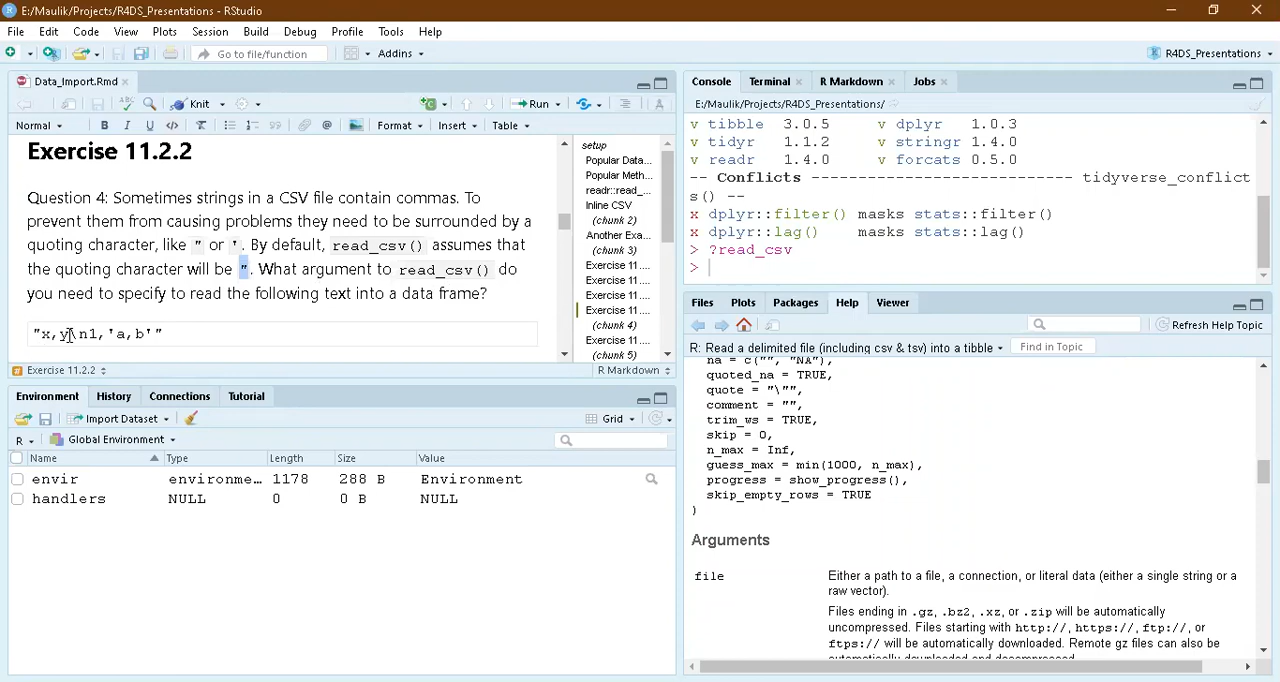 E:/Maulik/Projects/R4DS_Presentations - RStudio
File Edit Code View Plots Session Build Debug Profile Tools Help
Go to file/function Addins R4DS_Presentations
Data_Import.Rmd
Knit Run
Normal B I U Format Insert Table
Exercise 11.2.2
Question 4: Sometimes strings in a CSV file contain commas. To
prevent them from causing problems they need to be surrounded by a
quoting character, like " or '. By default, read_csv() assumes that
the quoting character will be ". What argument to read_csv() do
you need to specify to read the following text into a data frame?
"x,y\n1,'a,b'"
setup
Popular Data...
Popular Meth...
readr::read_...
Inline CSV
(chunk 2)
Another Exa...
(chunk 3)
Exercise 11....
Exercise 11....
Exercise 11....
Exercise 11....
(chunk 4)
Exercise 11....
(chunk 5)
Exercise 11.2.2 R Markdown
Environment History Connections Tutorial
Import Dataset Grid
R Global Environment
Name Type Length Size Value
envir environme... 1178 288 B Environment
handlers NULL 0 0 B NULL
Console Terminal R Markdown Jobs
E:/Maulik/Projects/R4DS_Presentations/
v tibble 3.0.5 v dplyr 1.0.3
v tidyr 1.1.2 v stringr 1.4.0
v readr 1.4.0 v forcats 0.5.0
-- Conflicts ------------------------------------ tidyverse_conflict
s() --
x dplyr::filter() masks stats::filter()
x dplyr::lag() masks stats::lag()
> ?read_csv
>
Files Plots Packages Help Viewer
Refresh Help Topic
R: Read a delimited file (including csv & tsv) into a tibble Find in Topic
na = c("", "NA"),
quoted_na = TRUE,
quote = "\"",
comment = "",
trim_ws = TRUE,
skip = 0,
n_max = Inf,
guess_max = min(1000, n_max),
progress = show_progress(),
skip_empty_rows = TRUE
)
Arguments
file Either a path to a file, a connection, or literal data (either a single string or a
raw vector).
Files ending in .gz, .bz2, .xz, or .zip will be automatically
uncompressed. Files starting with http://, https://, ftp://, or
ftps:// will be automatically downloaded. Remote gz files can also be
automatically downloaded and decompressed.